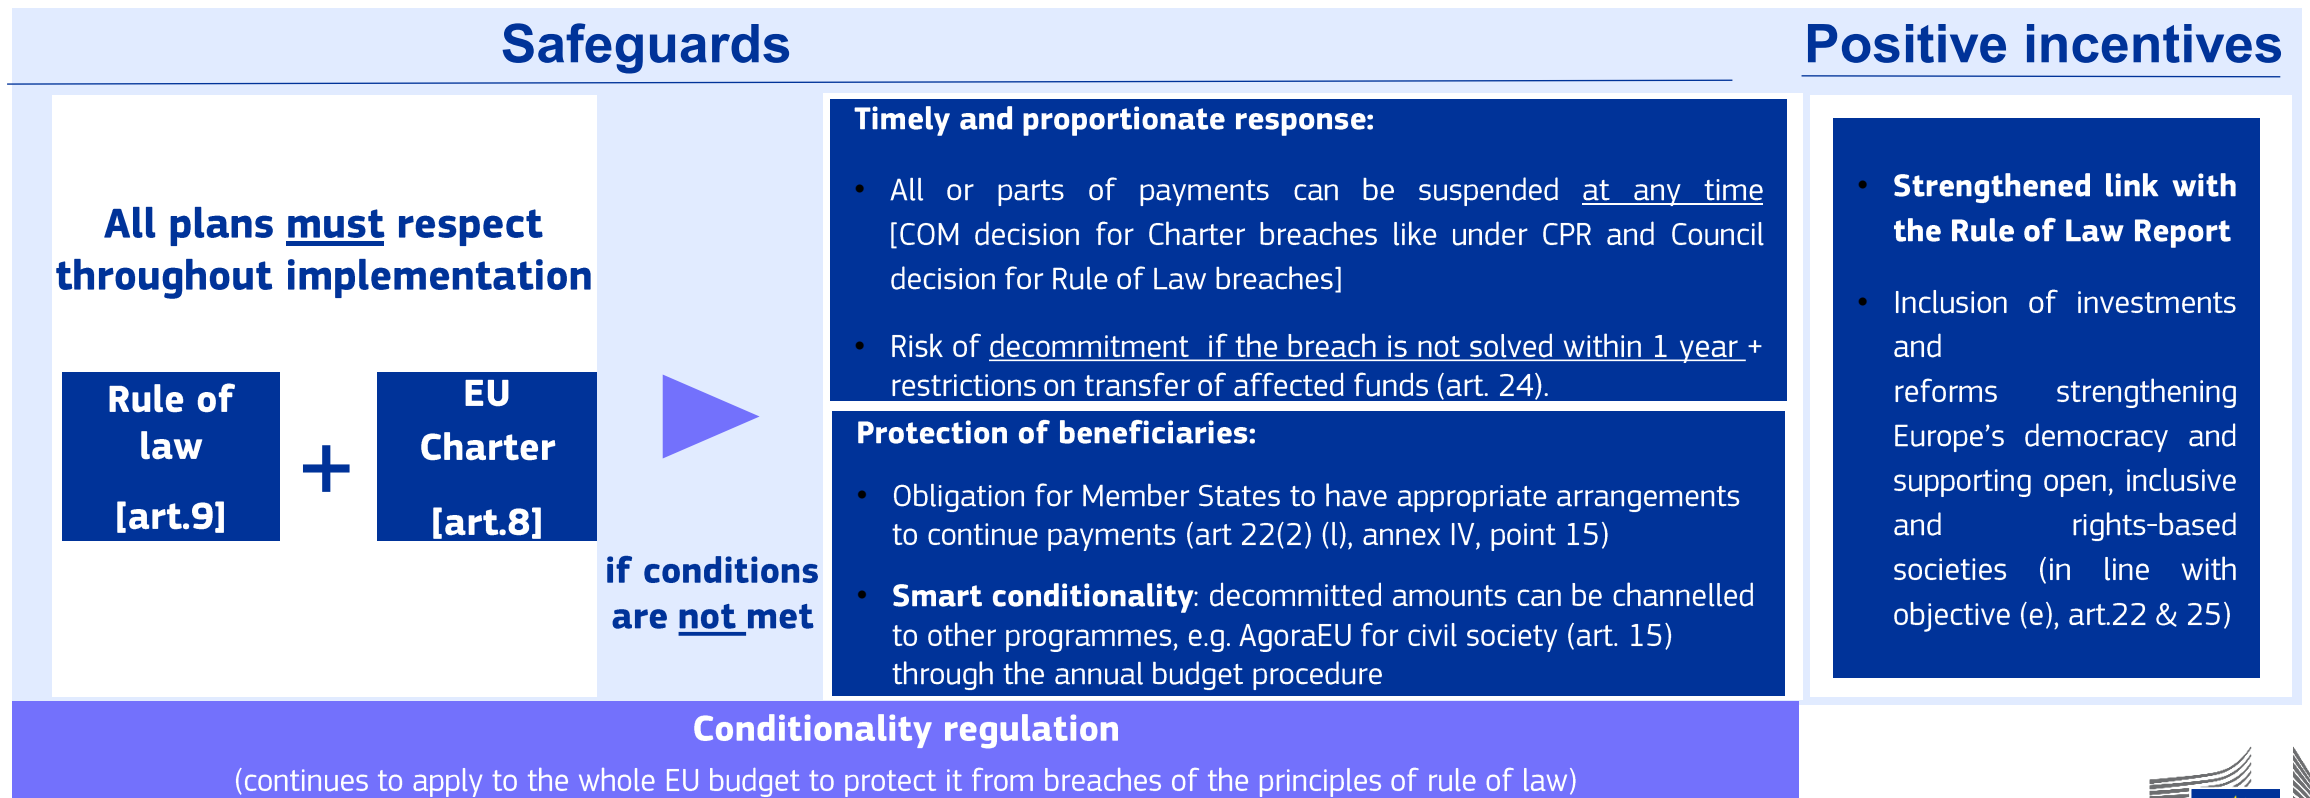 Safeguards
Positive incentives
All plans must respect
throughout implementation
Rule of
law
[art.9]
+
EU
Charter
[art.8]
if conditions
are not met
Timely and proportionate response:
• All or parts of payments can be suspended at any time
[COM decision for Charter breaches like under CPR and Council
decision for Rule of Law breaches]
• Risk of decommitment if the breach is not solved within 1 year +
restrictions on transfer of affected funds (art. 24).
Protection of beneficiaries:
• Obligation for Member States to have appropriate arrangements
to continue payments (art 22(2) (l), annex IV, point 15)
• Smart conditionality: decommitted amounts can be channelled
to other programmes, e.g. AgoraEU for civil society (art. 15)
through the annual budget procedure
• Strengthened link with
the Rule of Law Report
• Inclusion of investments
and
reforms strengthening
Europe’s democracy and
supporting open, inclusive
and rights-based
societies (in line with
objective (e), art.22 & 25)
Conditionality regulation
(continues to apply to the whole EU budget to protect it from breaches of the principles of rule of law)